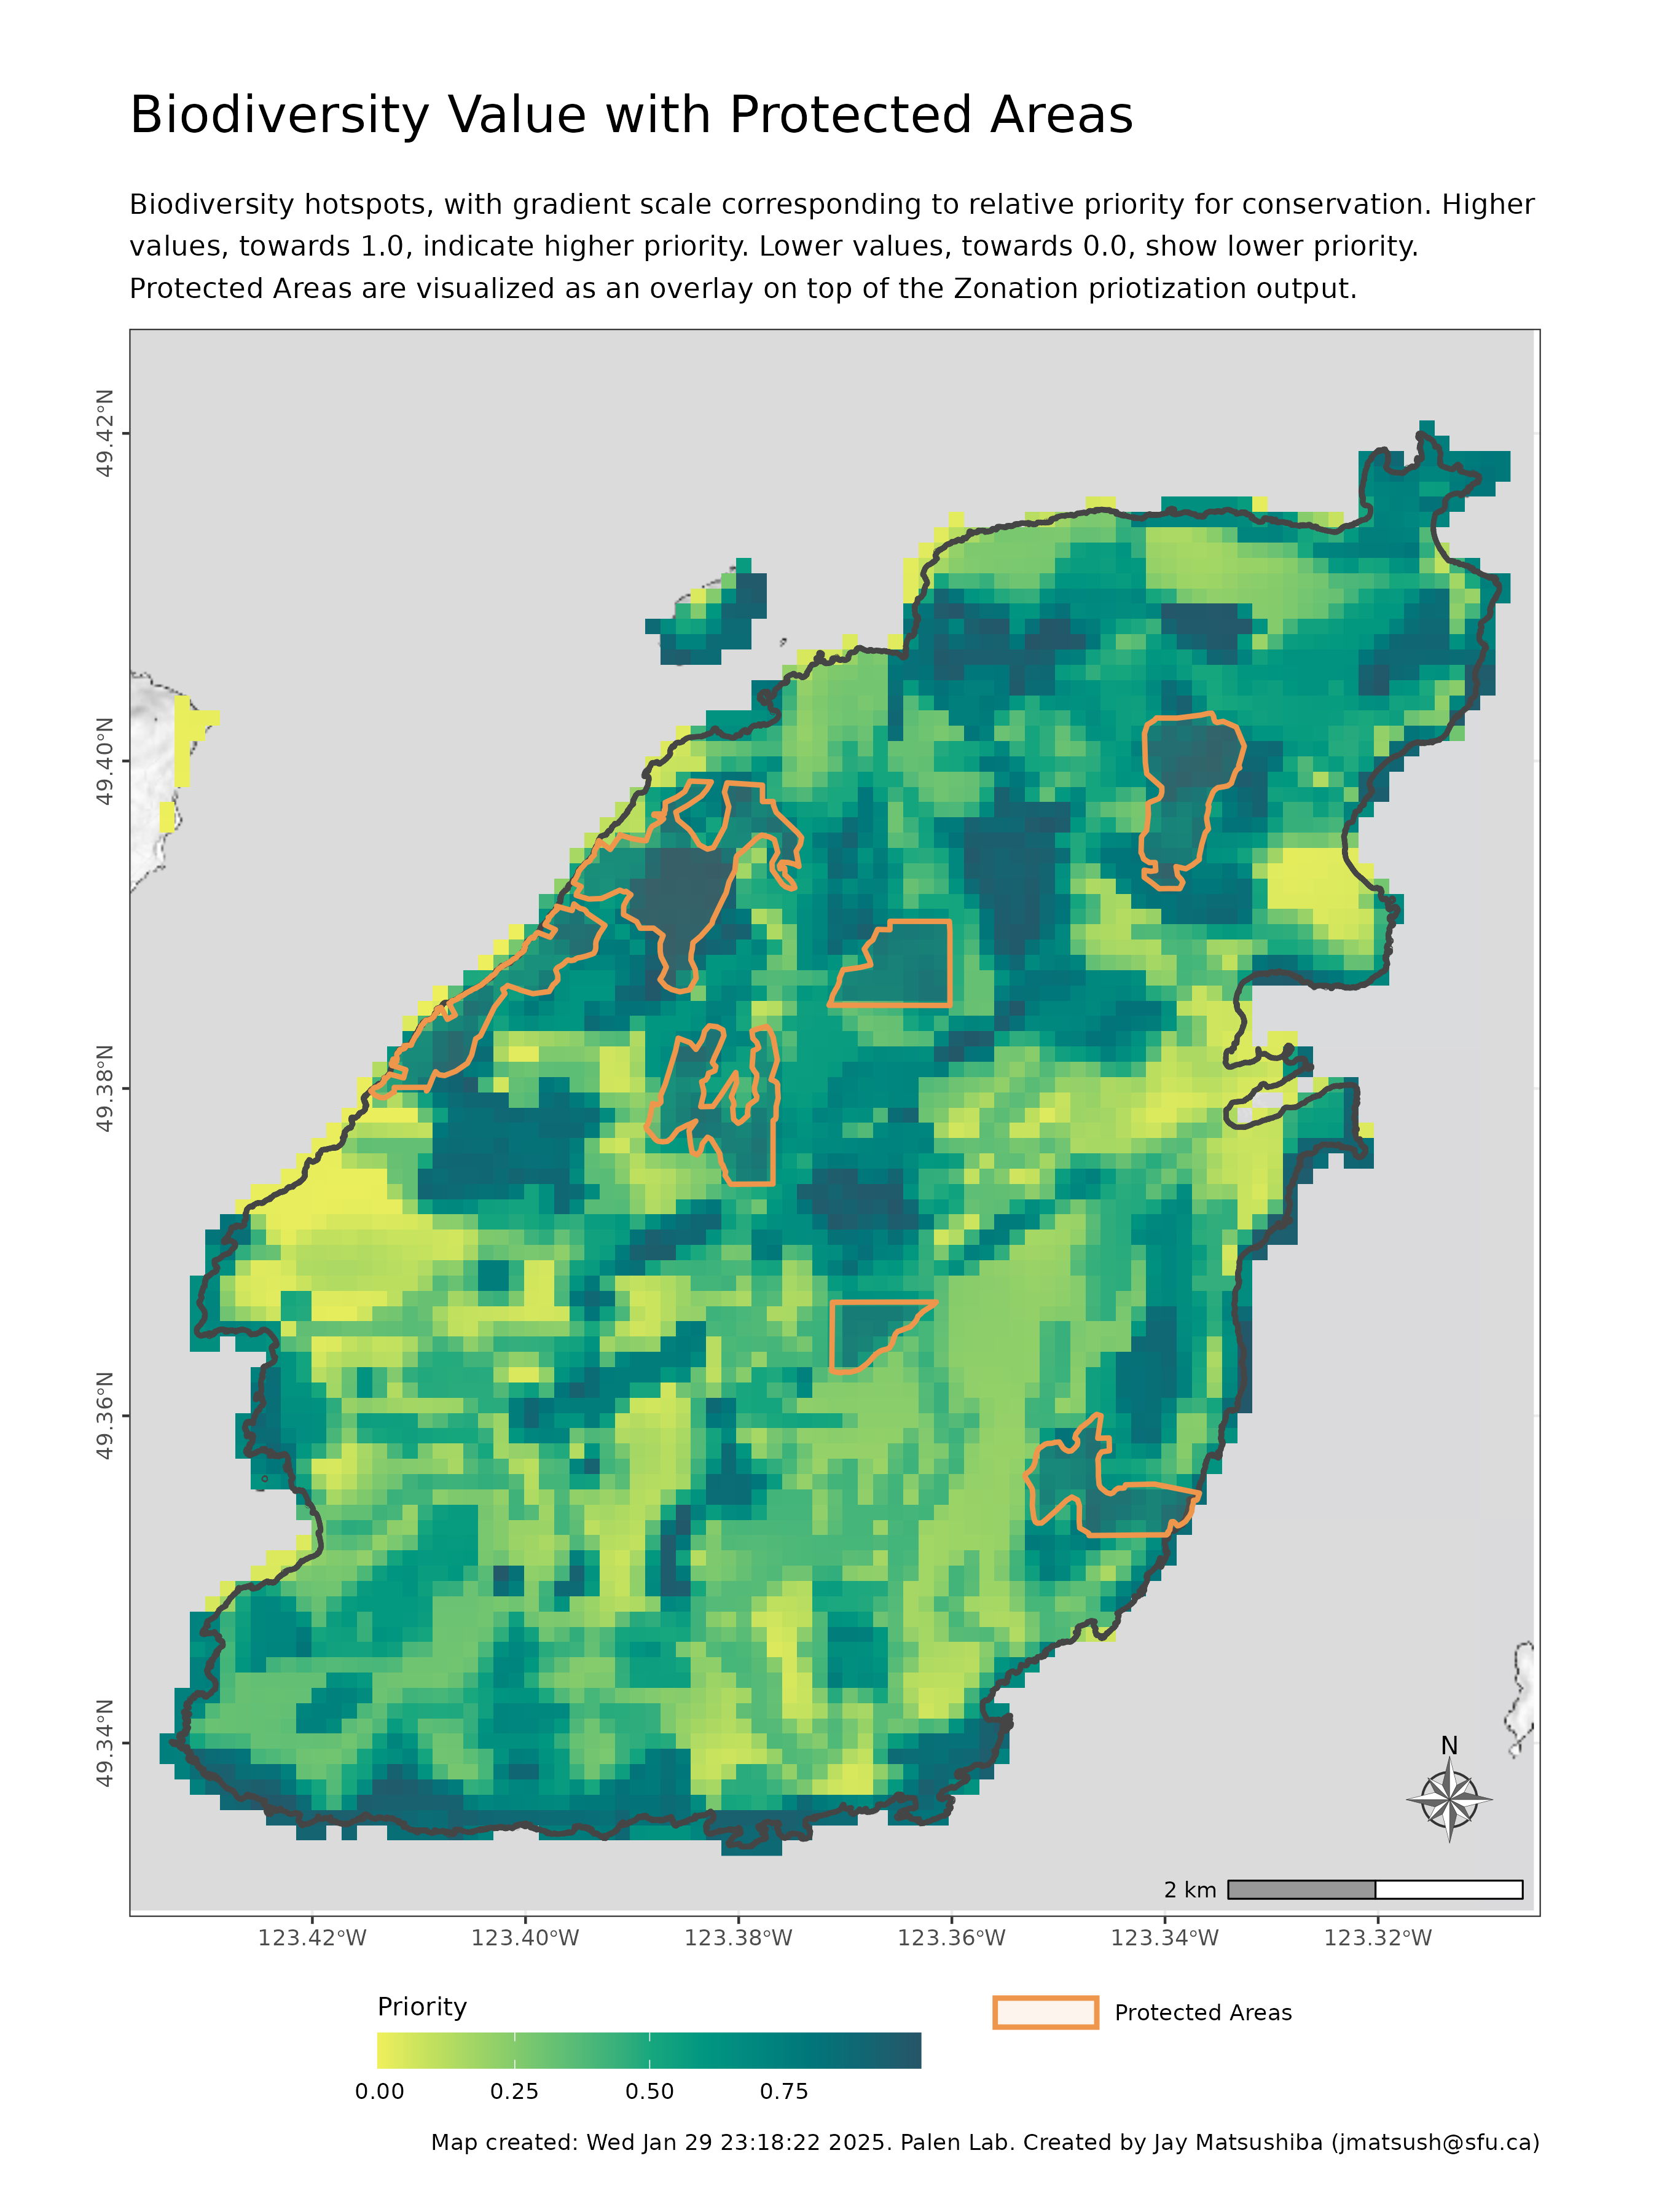 Biodiversity Value with Protected Areas
Biodiversity hotspots, with gradient scale corresponding to relative priority for conservation. Higher
values, towards 1.0, indicate higher priority. Lower values, towards 0.0, show lower priority.
Protected Areas are visualized as an overlay on top of the Zonation priotization output.
49.42°N
49.40°N
49.38°N
49.36°N
49.34°N
N
2 km
123.42°W 123.40°W 123.38°W 123.36°W 123.34°W 123.32°W
Priority
Protected Areas
0.00 0.25 0.50 0.75
Map created: Wed Jan 29 23:18:22 2025. Palen Lab. Created by Jay Matsushiba (jmatsush@sfu.ca)